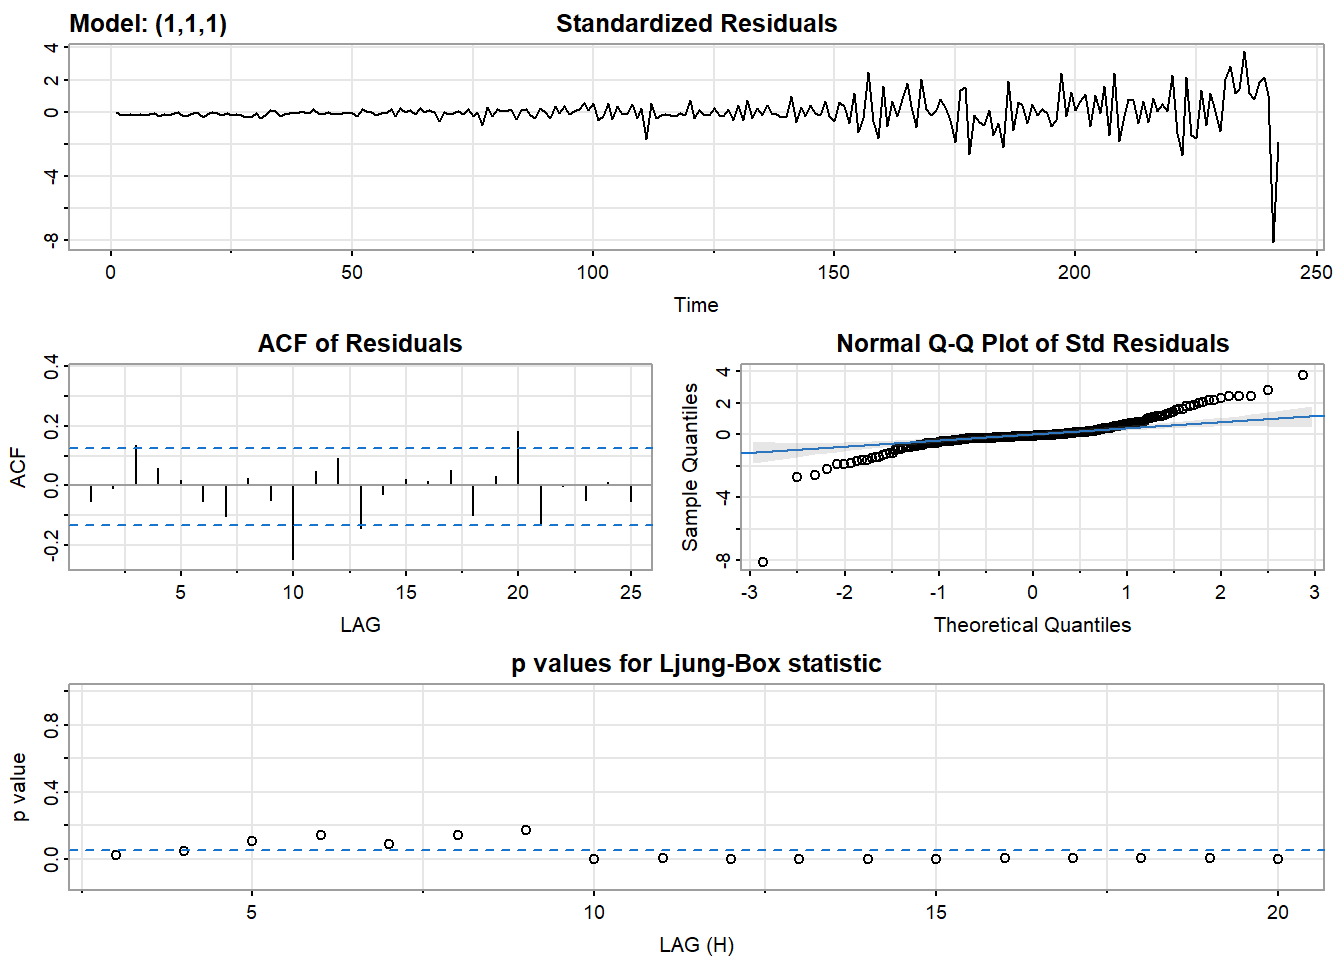 Model: (1,1,1) Standardized Residuals
4
2
0
-4
-8
0 50 100 150 200 250
Time
ACF of Residuals
0.4
0.2
0.0
-0.2
ACF
5 10 15 20 25
LAG
Normal Q-Q Plot of Std Residuals
4
2
0
-4
-8
Sample Quantiles
-3 -2 -1 0 1 2 3
Theoretical Quantiles
p values for Ljung-Box statistic
0.8
0.4
0.0
p value
5 10 15 20
LAG (H)